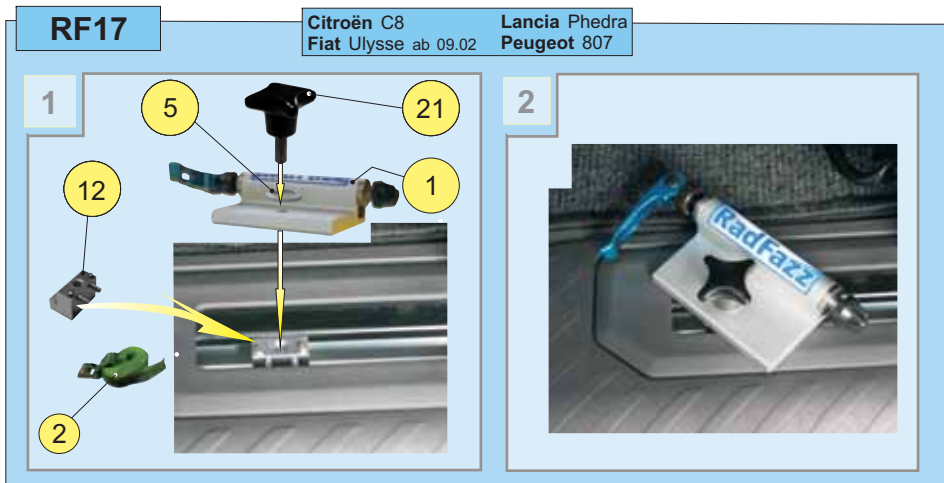 RF17
Citroën C8 Lancia Phedra
Fiat Ulysse ab 09.02 Peugeot 807
1
5
21
12
1
2
2
RadFazz